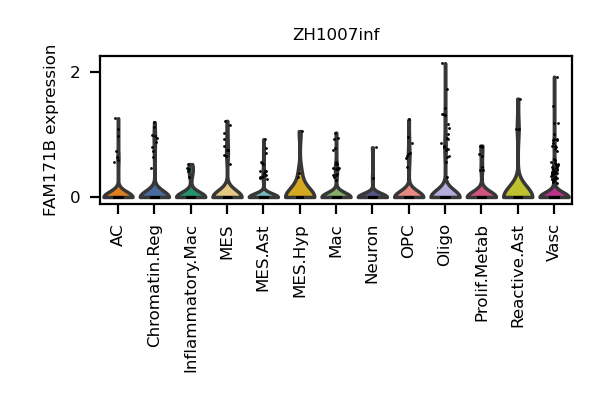 ZH1007inf
FAM171B expression
2
0
AC
Chromatin.Reg
Inflammatory.Mac
MES
MES.Ast
MES.Hyp
Mac
Neuron
OPC
Oligo
Prolif.Metab
Reactive.Ast
Vasc